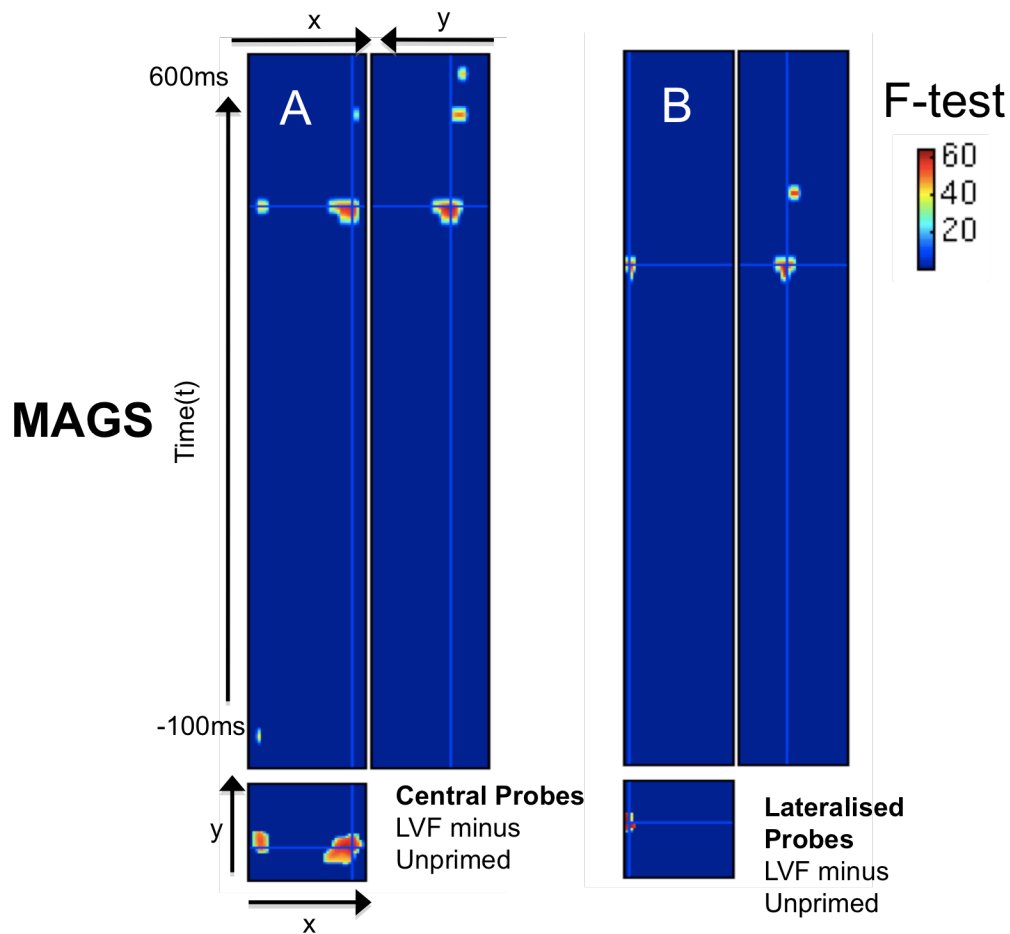 x
y
600ms
A
B
F-test
60
40
20
MAGS
Time(t)
-100ms
y
x
Central Probes
LVF minus
Unprimed
Lateralised
Probes
LVF minus
Unprimed